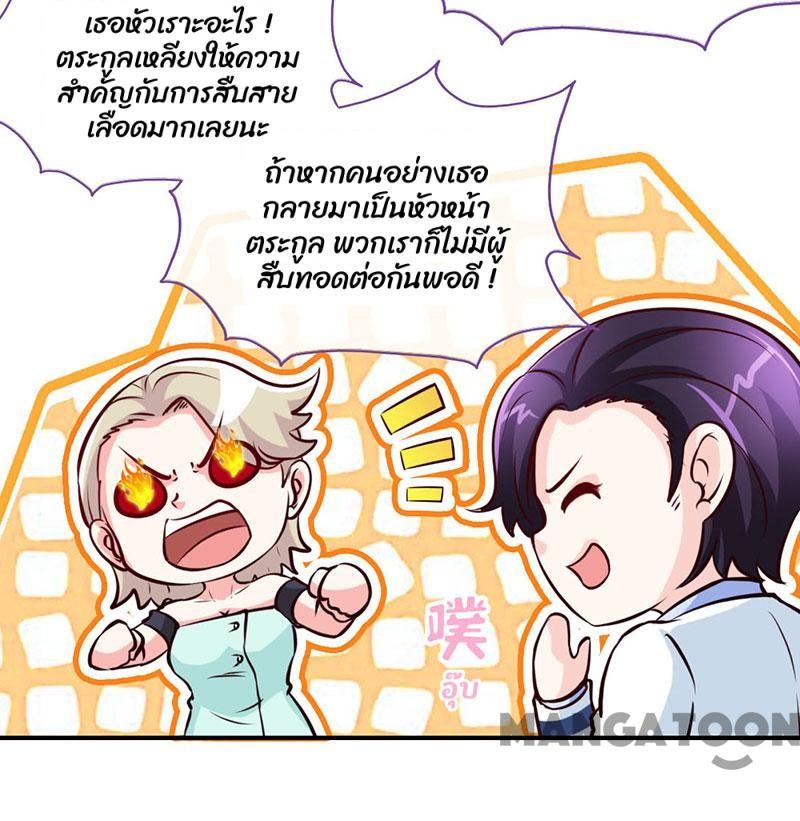 เธอหัวเราะอะไร !
ตระกูลเหลียงให้ความ
สำคัญกับการสืบสาย
เลือดมากเลยนะ
ถ้าหากคนอย่างเธอ
กลายมาเป็นหัวหน้า
ตระกูล พวกเราก็ไม่มีผู้
สืบทอดต่อกันพอดี !
噗
อุ๊บ
MANGATOON